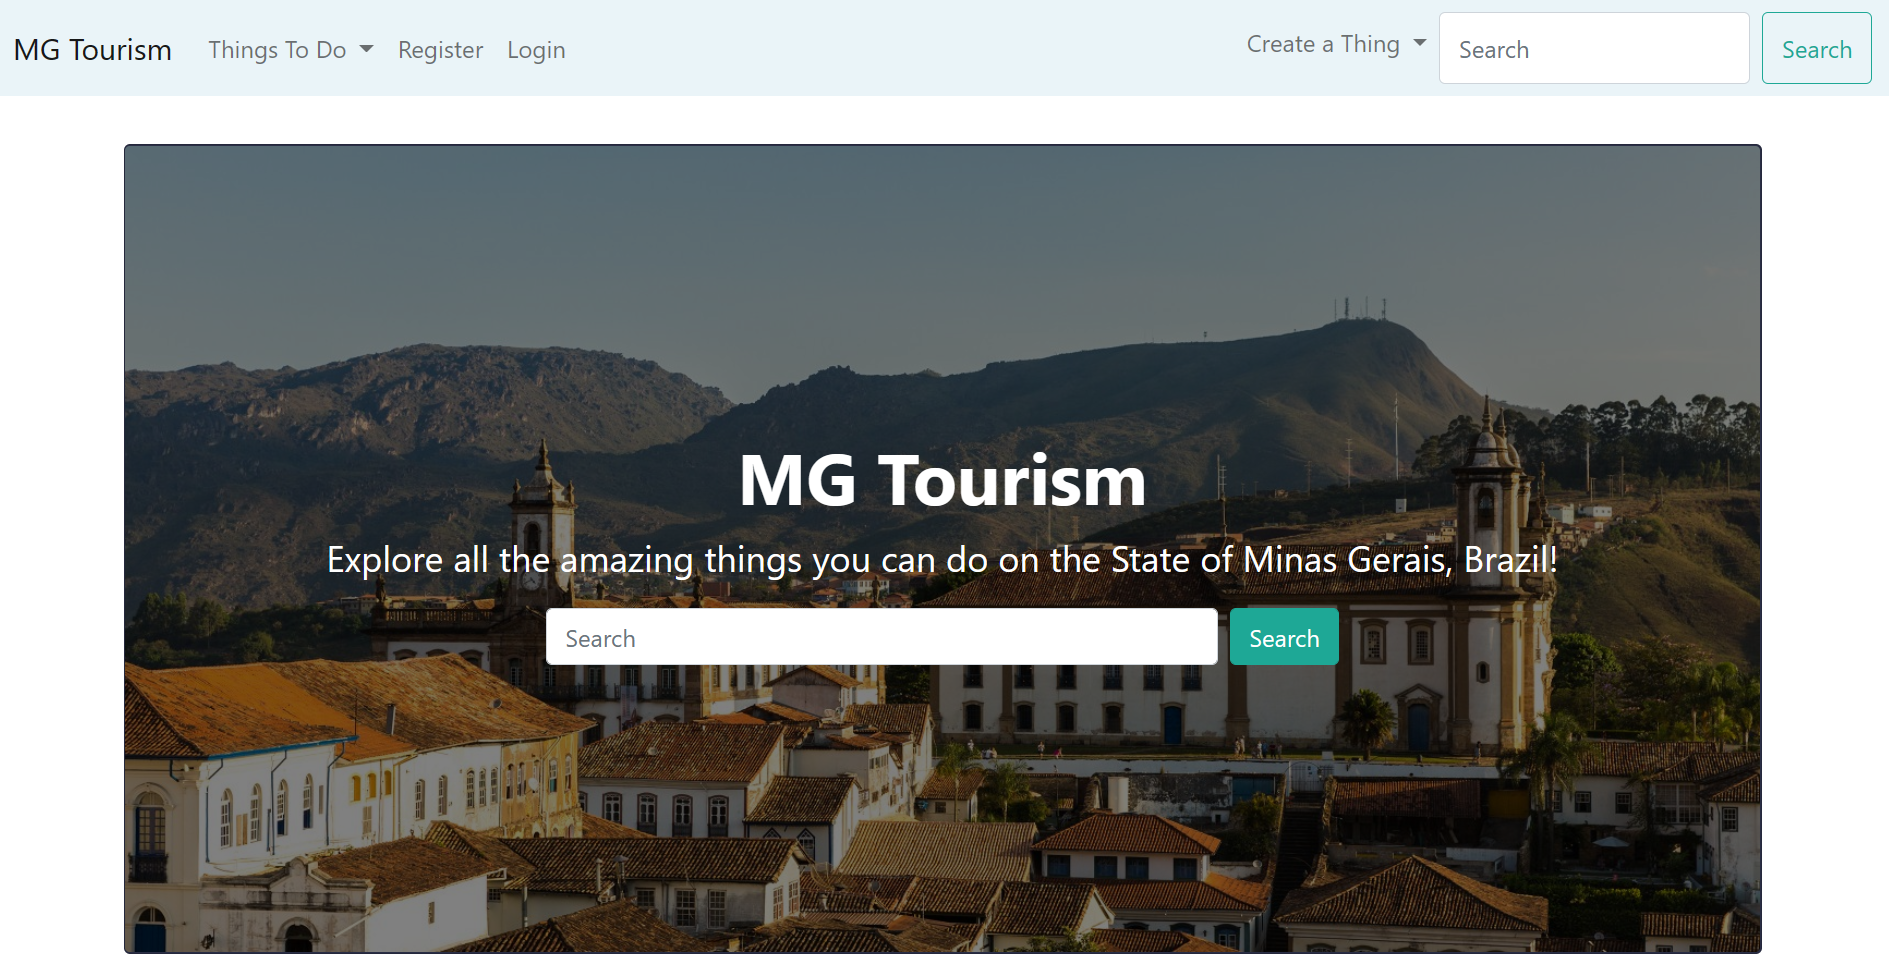 MG Tourism Things To Do Register Login Create a Thing Search Search
MG Tourism
Explore all the amazing things you can do on the State of Minas Gerais, Brazil!
Search Search